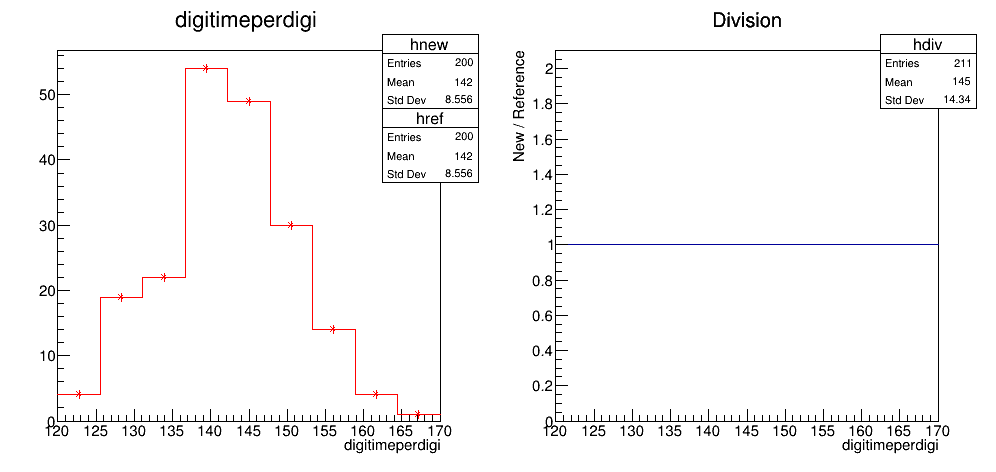 digitimeperdigi
hnew
Entries 200
Mean 142
Std Dev 8.556
href
Entries 200
Mean 142
Std Dev 8.556
50
40
30
20
10
0
120 125 130 135 140 145 150 155 160 165 170
digitimeperdigi
Division
hdiv
Entries 211
Mean 145
Std Dev 14.34
New / Reference
2
1.8
1.6
1.4
1.2
1
0.8
0.6
0.4
0.2
0
120 125 130 135 140 145 150 155 160 165 170
digitimeperdigi